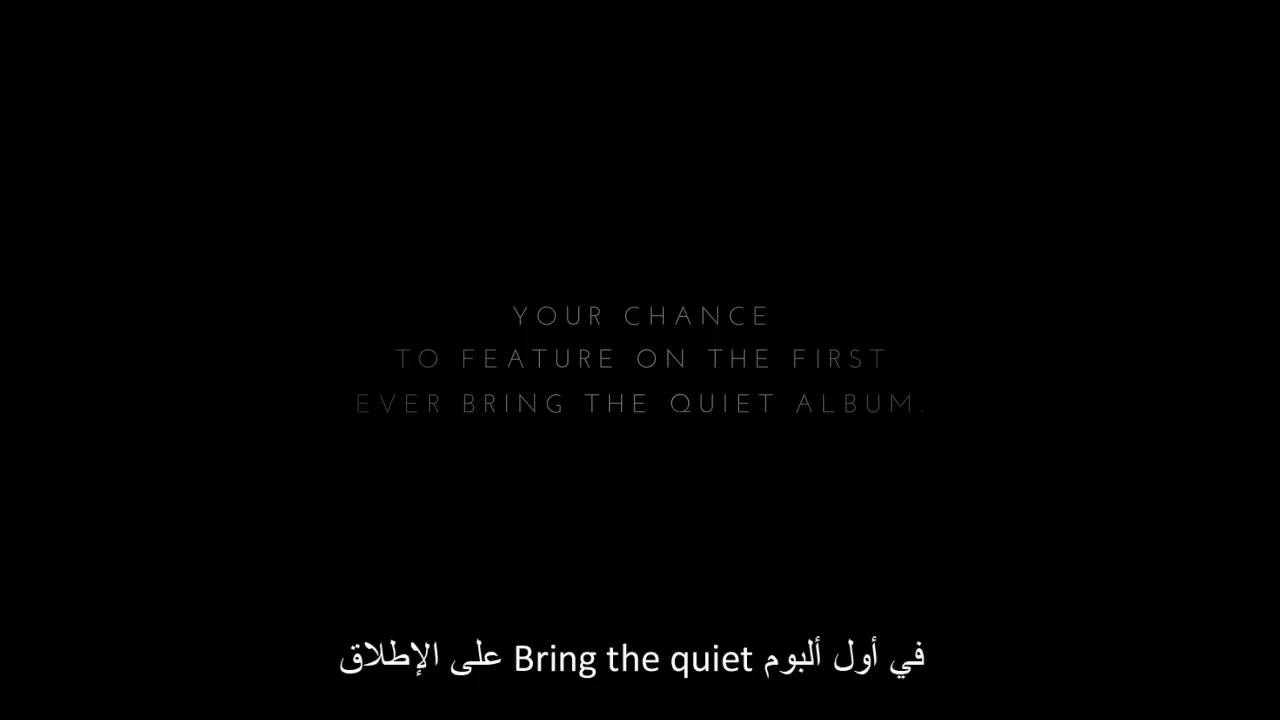 YOUR CHANCE
TO FEATURE ON THE FIRST
EVER BRING THE QUIET ALBUM.
في أول ألبوم Bring the quiet على الإطلاق